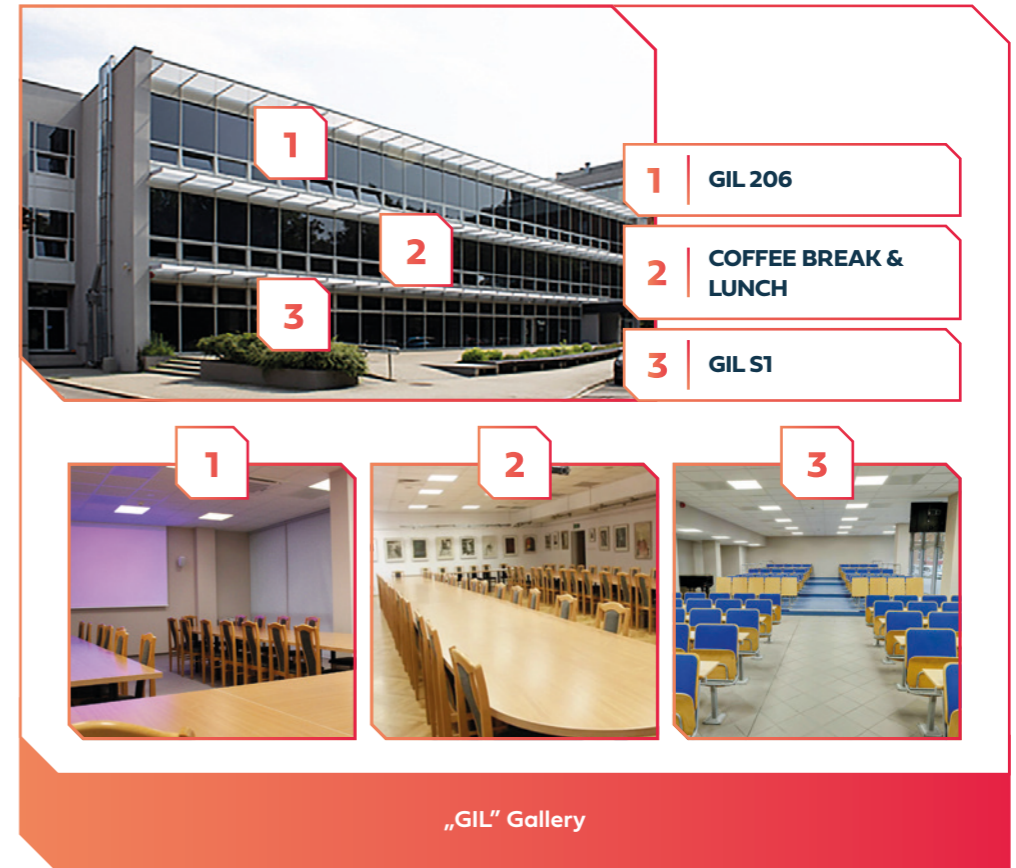 1
2
3
1 GIL 206
2 COFFEE BREAK &
LUNCH
3 GIL S1
1
2
3
„GIL” Gallery